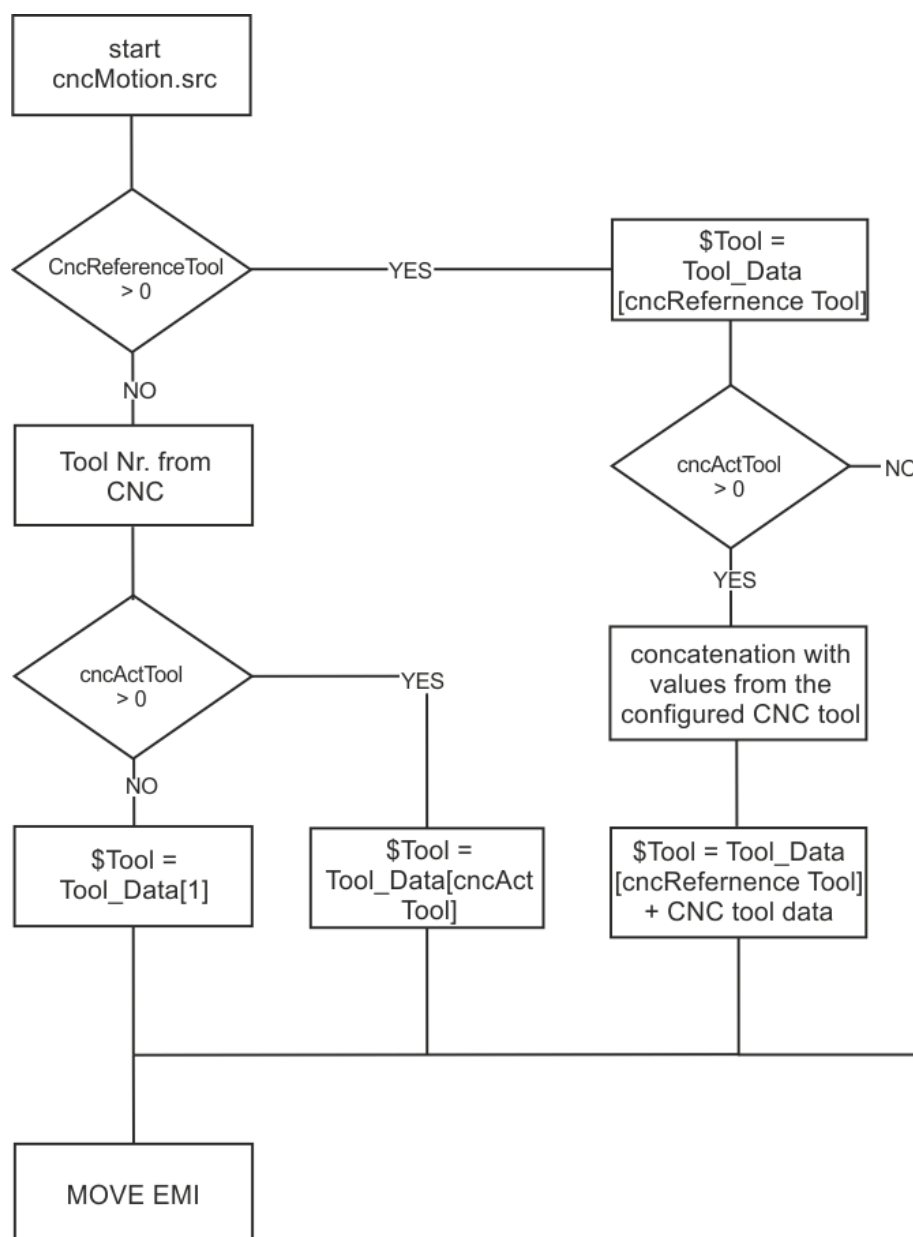 start
cncMotion.src
CncReferenceTool
> 0
YES
$Tool =
Tool_Data
[cncRefernence Tool]
NO
Tool Nr. from
CNC
cncActTool
> 0
NO
YES
concatenation with
values from the
configured CNC tool
cncActTool
> 0
YES
NO
$Tool =
Tool_Data[1]
$Tool =
Tool_Data[cncAct
Tool]
$Tool = Tool_Data
[cncRefernence Tool]
+ CNC tool data
MOVE EMI